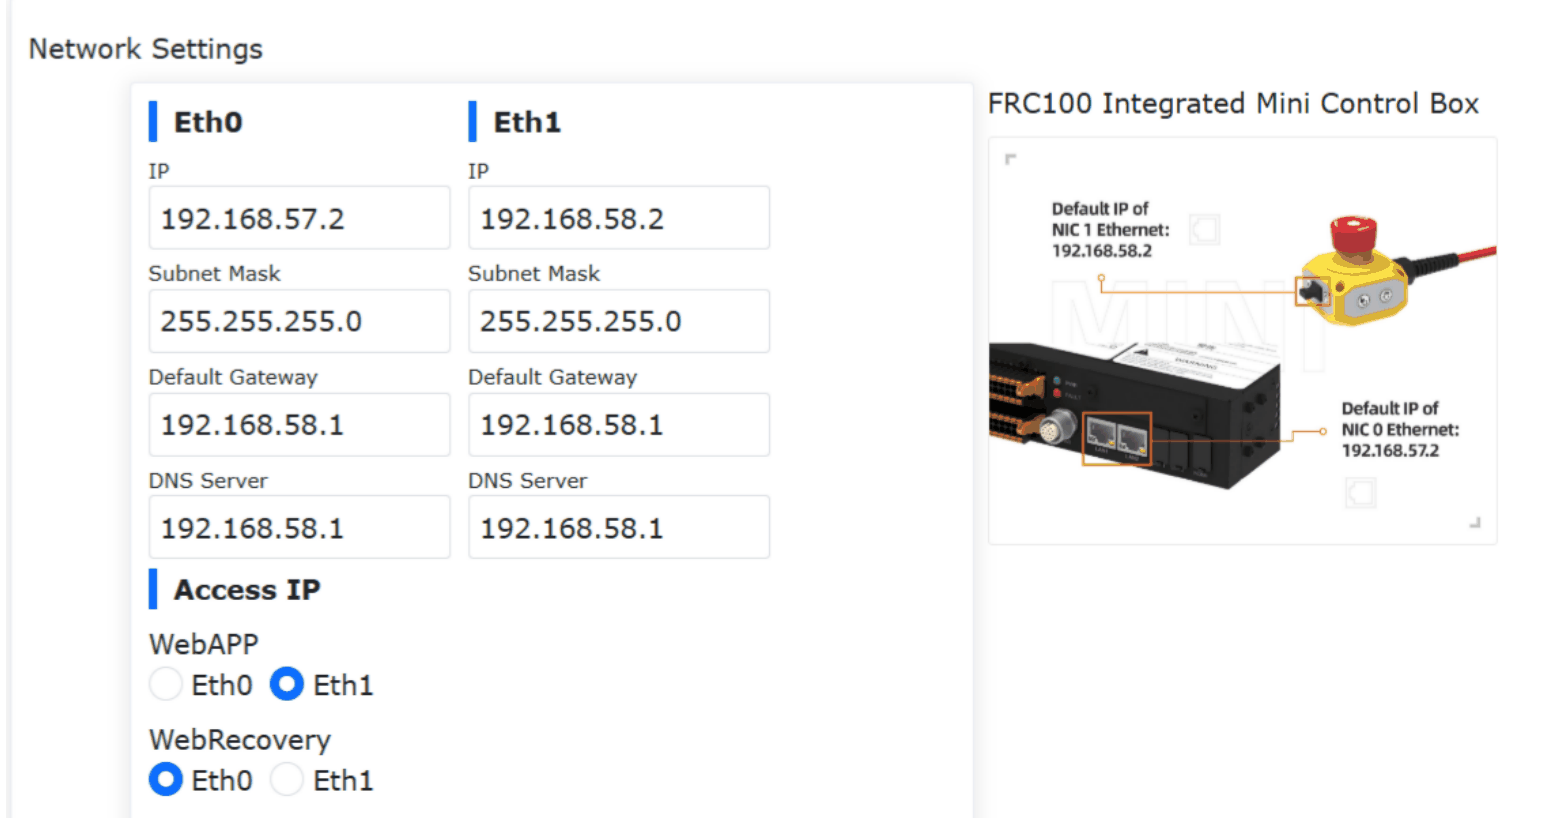 Network Settings
Eth0
Eth1
IP
IP
192.168.57.2
192.168.58.2
Subnet Mask
Subnet Mask
255.255.255.0
255.255.255.0
Default Gateway
Default Gateway
192.168.58.1
192.168.58.1
DNS Server
DNS Server
192.168.58.1
192.168.58.1
Access IP
WebAPP
Eth0 Eth1
WebRecovery
Eth0 Eth1
FRC100 Integrated Mini Control Box
Default IP of
NIC 1 Ethernet:
192.168.58.2
MINI
WARNING
Default IP of
NIC 0 Ethernet:
192.168.57.2